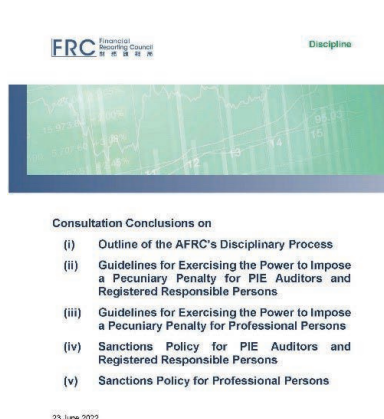 FRC Financial
Reporting Council
財務匯報局
Discipline
Consultation Conclusions on
(i) Outline of the AFRC's Disciplinary Process
(ii) Guidelines for Exercising the Power to Impose
a Pecuniary Penalty for PIE Auditors and
Registered Responsible Persons
(iii) Guidelines for Exercising the Power to Impose
a Pecuniary Penalty for Professional Persons
(iv) Sanctions Policy for PIE Auditors and
Registered Responsible Persons
(v) Sanctions Policy for Professional Persons
23 June 2022